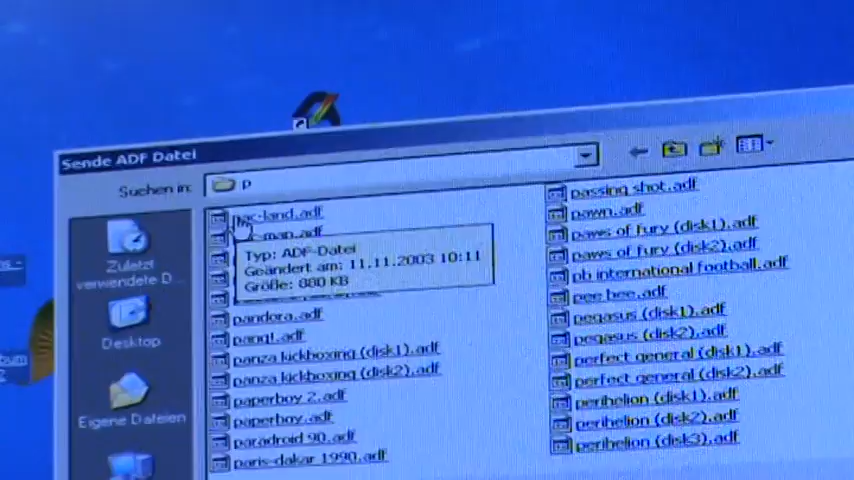 Sende ADF Datei
Suchen in:
p
Zuletzt
verwendete D...
Desktop
Eigene Dateien
pac-land.adf
c-man.adf
Typ: ADF-Datei
Geändert am: 11.11.2003 10:11
Größe: 880 KB
pandora.adf
pang!.adf
panza kickboxing (disk1).adf
panza kickboxing (disk2).adf
paperboy 2.adf
paperboy.adf
paradroid 90.adf
paris-dakar 1990.adf
passing shot.adf
pawn.adf
paws of fury (disk1).adf
paws of fury (disk2).adf
pb international football.adf
pee bee.adf
pegasus (disk1).adf
pegasus (disk2).adf
perfect general (disk1).adf
perfect general (disk2).adf
perihelion (disk1).adf
perihelion (disk2).adf
perihelion (disk3).adf